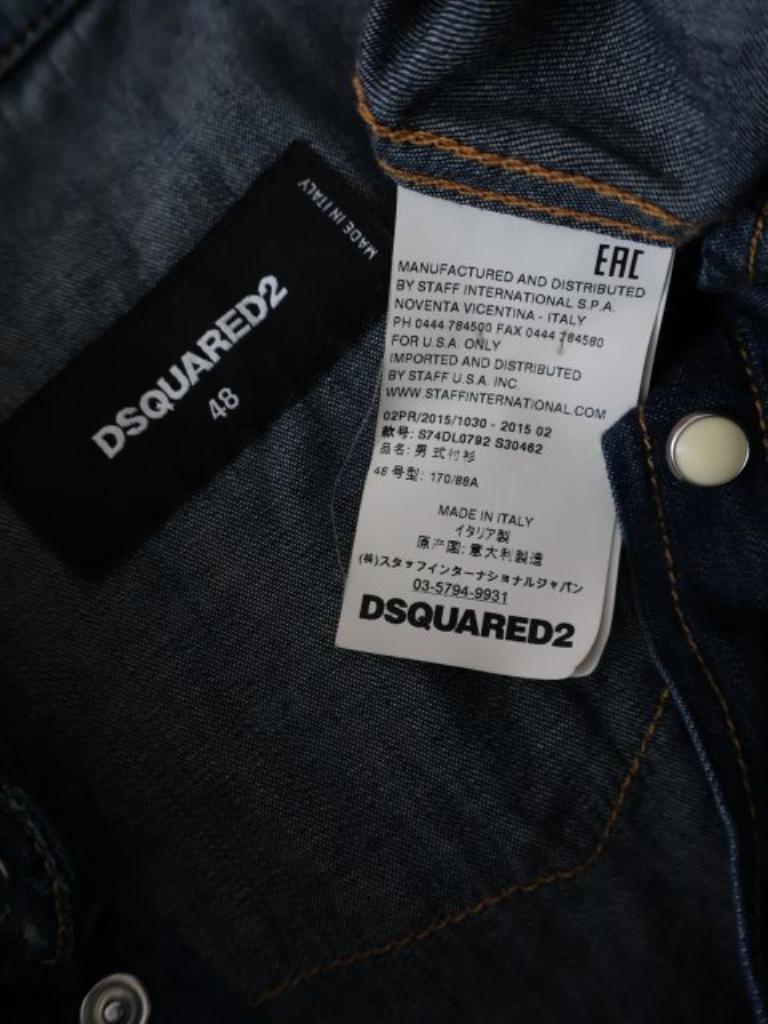 MADE IN ITALY
DSQUARED2
48
EAC
MANUFACTURED AND DISTRIBUTED
BY STAFF INTERNATIONAL S.P.A.
NOVENTA VICENTINA - ITALY
PH 0444 784500 FAX 0444 784580
FOR U.S.A. ONLY
IMPORTED AND DISTRIBUTED
BY STAFF U.S.A. INC.
WWW.STAFFINTERNATIONAL.COM
02PR/2015/1030 - 2015 02
款号: S74DL0792 S30462
品名: 男式衬衫
48 号型: 170/88A
MADE IN ITALY
イタリア製
原产国: 意大利製造
(株)スタッフインターナショナルジャパン
03-5794-9931
DSQUARED2